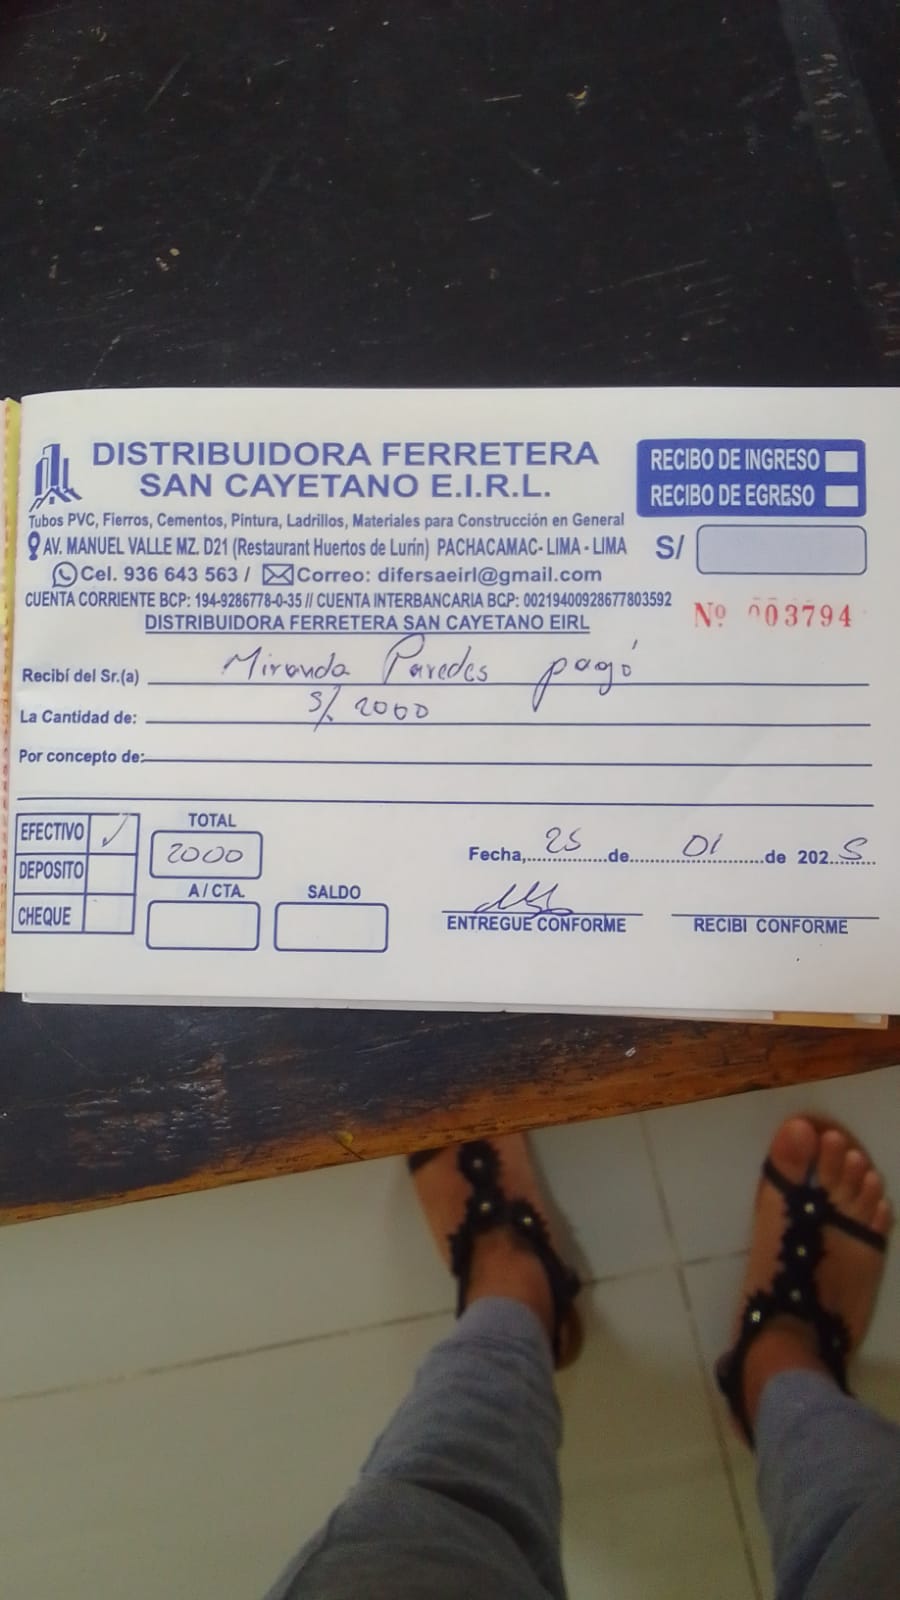 DISTRIBUIDORA FERRETERA
SAN CAYETANO E.I.R.L.
Tubos PVC, Fierros, Cementos, Pintura, Ladrillos, Materiales para Construcción en General
AV. MANUEL VALLE MZ. D21 (Restaurant Huertos de Lurín) PACHACAMAC- LIMA - LIMA
Cel. 936 643 563 / Correo: difersaeirl@gmail.com
CUENTA CORRIENTE BCP: 194-9286778-0-35 // CUENTA INTERBANCARIA BCP: 00219400928677803592
DISTRIBUIDORA FERRETERA SAN CAYETANO EIRL
RECIBO DE INGRESO
RECIBO DE EGRESO
S/
Nº 003794
Recibí del Sr.(a) Miranda Paredes pagó
La Cantidad de: S/. 2000
Por concepto de:
EFECTIVO ✓
DEPOSITO
CHEQUE
TOTAL
2000
A / CTA.
SALDO
Fecha, 25 de 01 de 2025
ENTREGUE CONFORME
RECIBI CONFORME